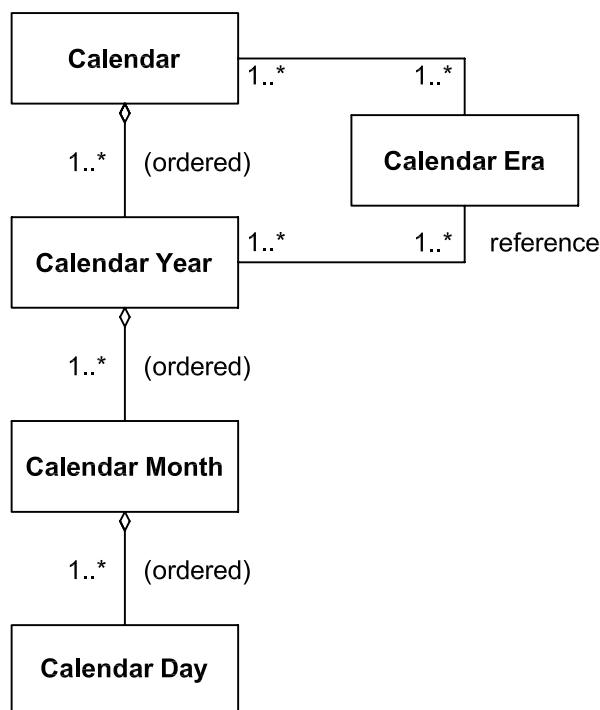 Calendar
1..* 1..*
Calendar Era
1..* (ordered)
Calendar Year
1..* 1..* reference
1..* (ordered)
Calendar Month
1..* (ordered)
Calendar Day